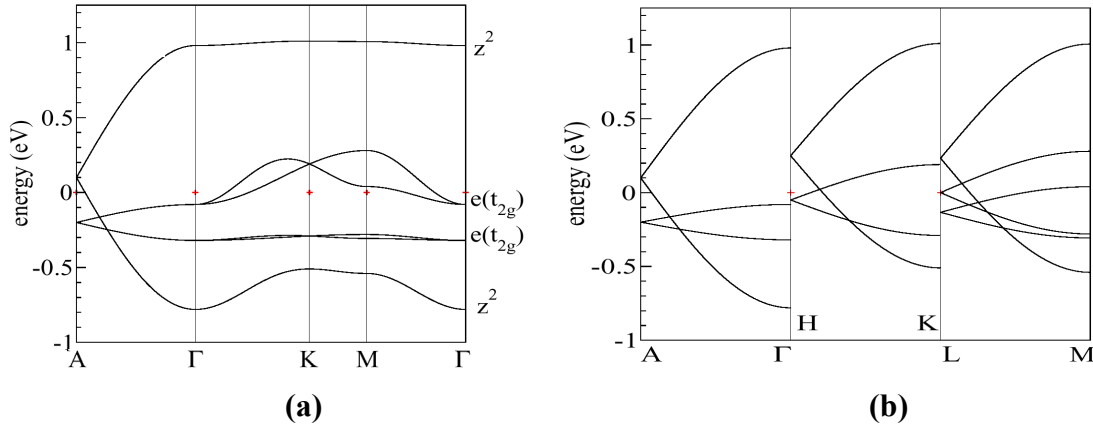 energy (eV)
1
0.5
0
-0.5
-1
z²
e(t₂g)
e(t₂g)
z²
A Γ K M Γ
(a)
energy (eV)
1
0.5
0
-0.5
-1
H K
A Γ L M
(b)